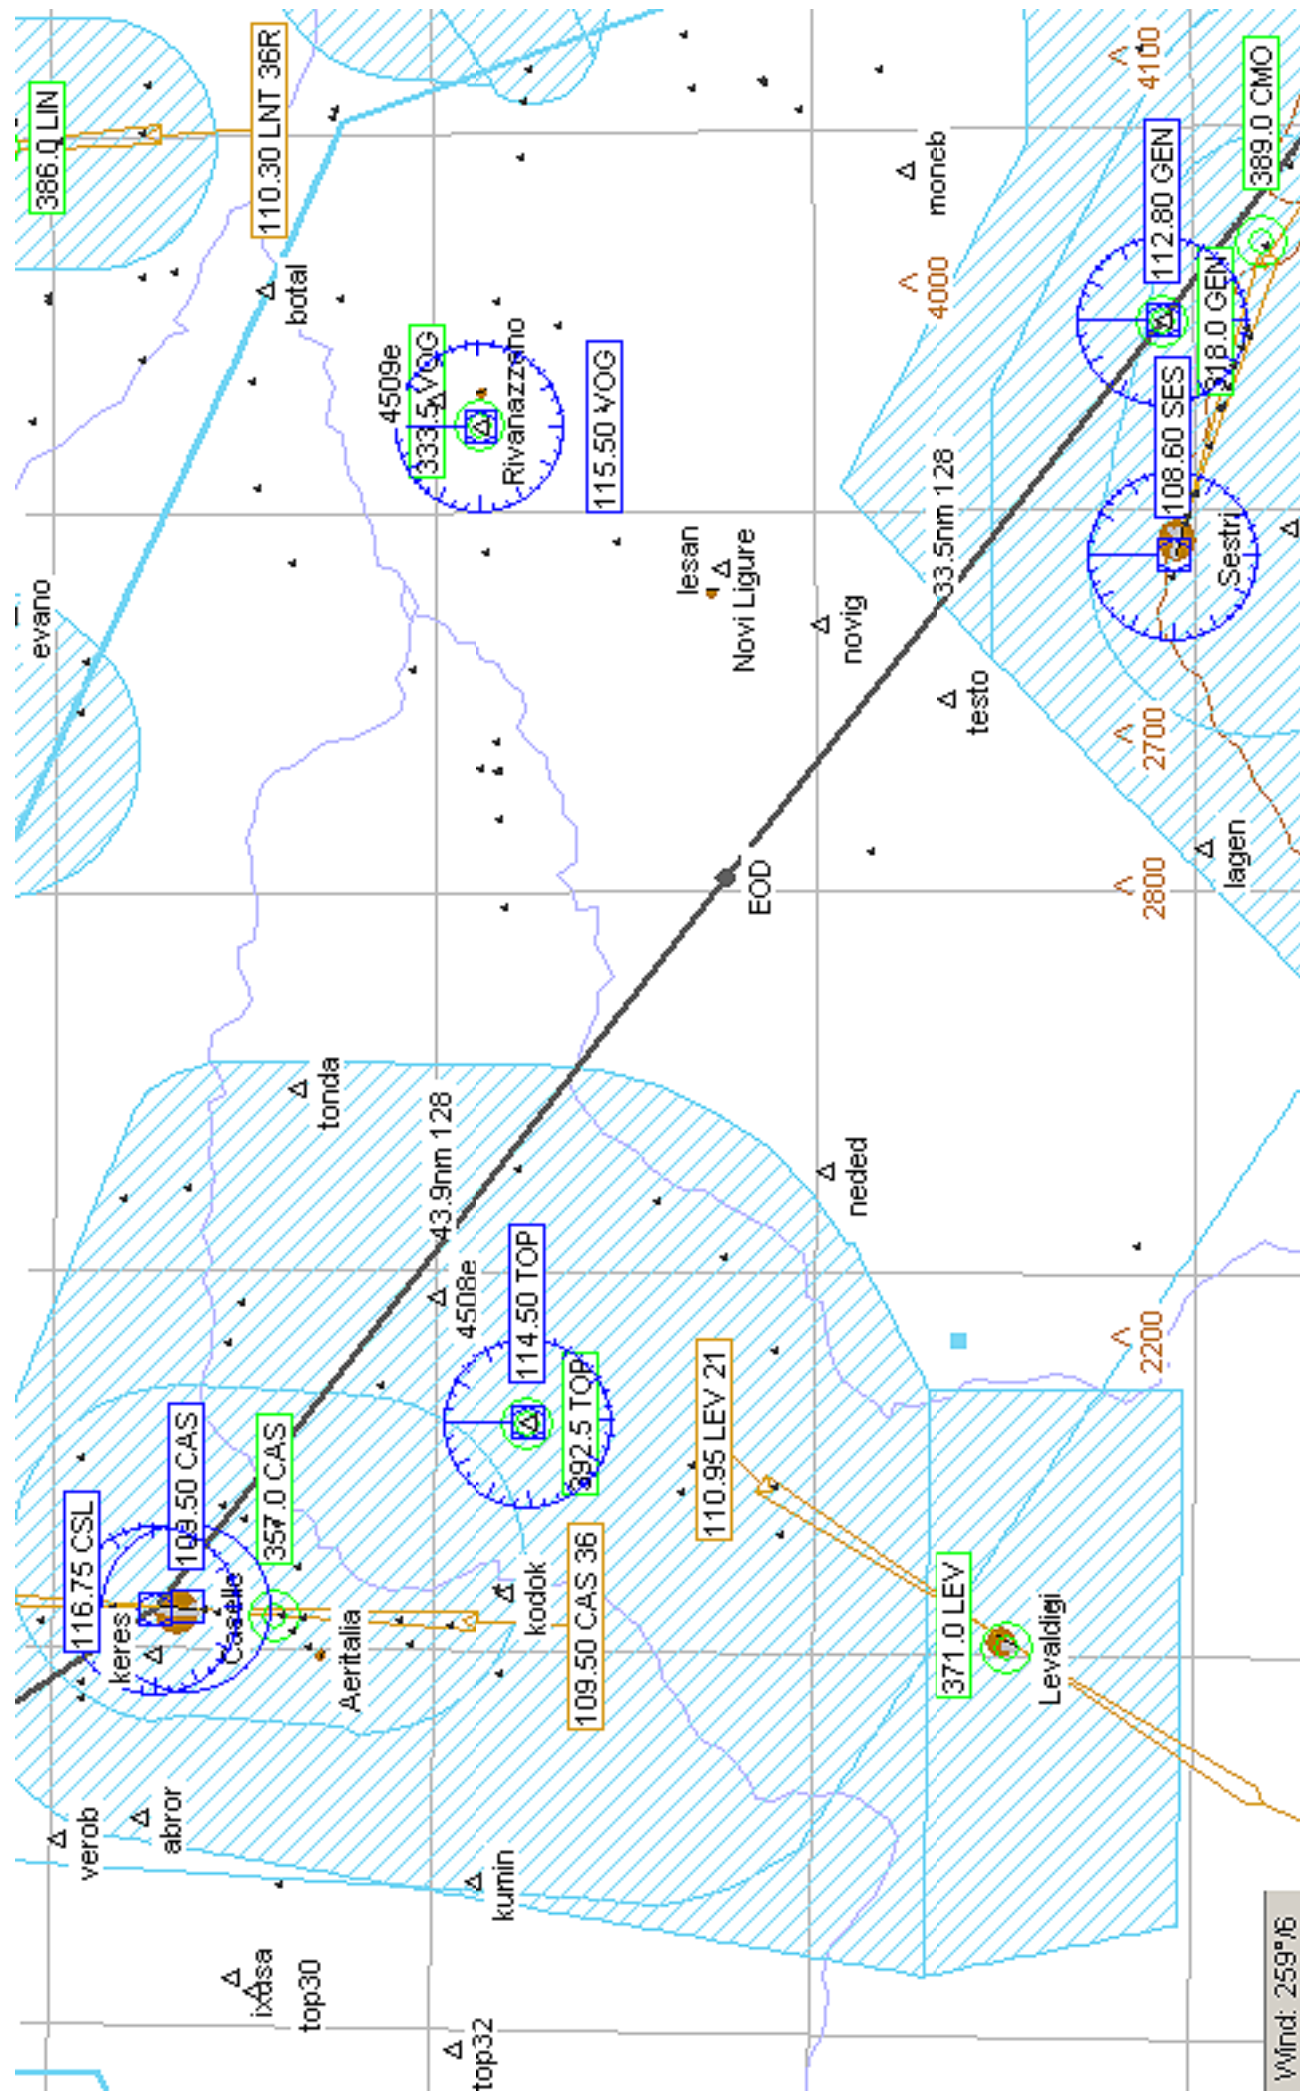 386.0 LIN
110.30 LNT 36R
4100
389.0 CMO
moneb
112.80 GEN
4000
318.0 GEN
botal
4509e
333.5 VOG
Rivanazzano
115.50 VOG
108.60 SES
Sestri
33.5nm 128
evano
lesan
Novi Ligure
novig
testo
2700
lagen
2800
EOD
tonda
43.9nm 128
neded
4508e
114.50 TOP
392.5 TOP
2200
110.95 LEV 21
116.75 CSL
109.50 CAS
357.0 CAS
keres
Caselle
Aeritalia
kodok
109.50 CAS 36
371.0 LEV
Levaldigi
verob
abror
kumin
top30
top32
Wind: 259°/6